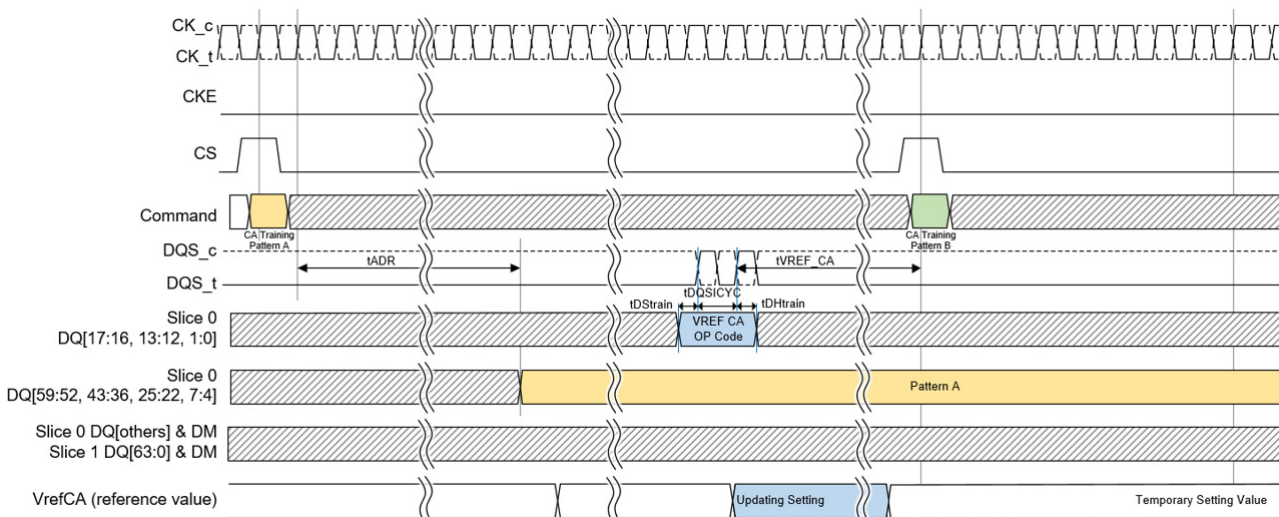 CK_c
CK_t
CKE
CS
Command
CA Training
Pattern A
CA Training
Pattern B
DQS_c
tADR
tVREF_CA
DQS_t
tDQSICYC
tDStrain
tDHtrain
Slice 0
DQ[17:16, 13:12, 1:0]
VREF CA
OP Code
Slice 0
DQ[59:52, 43:36, 25:22, 7:4]
Pattern A
Slice 0 DQ[others] & DM
Slice 1 DQ[63:0] & DM
VrefCA (reference value)
Updating Setting
Temporary Setting Value